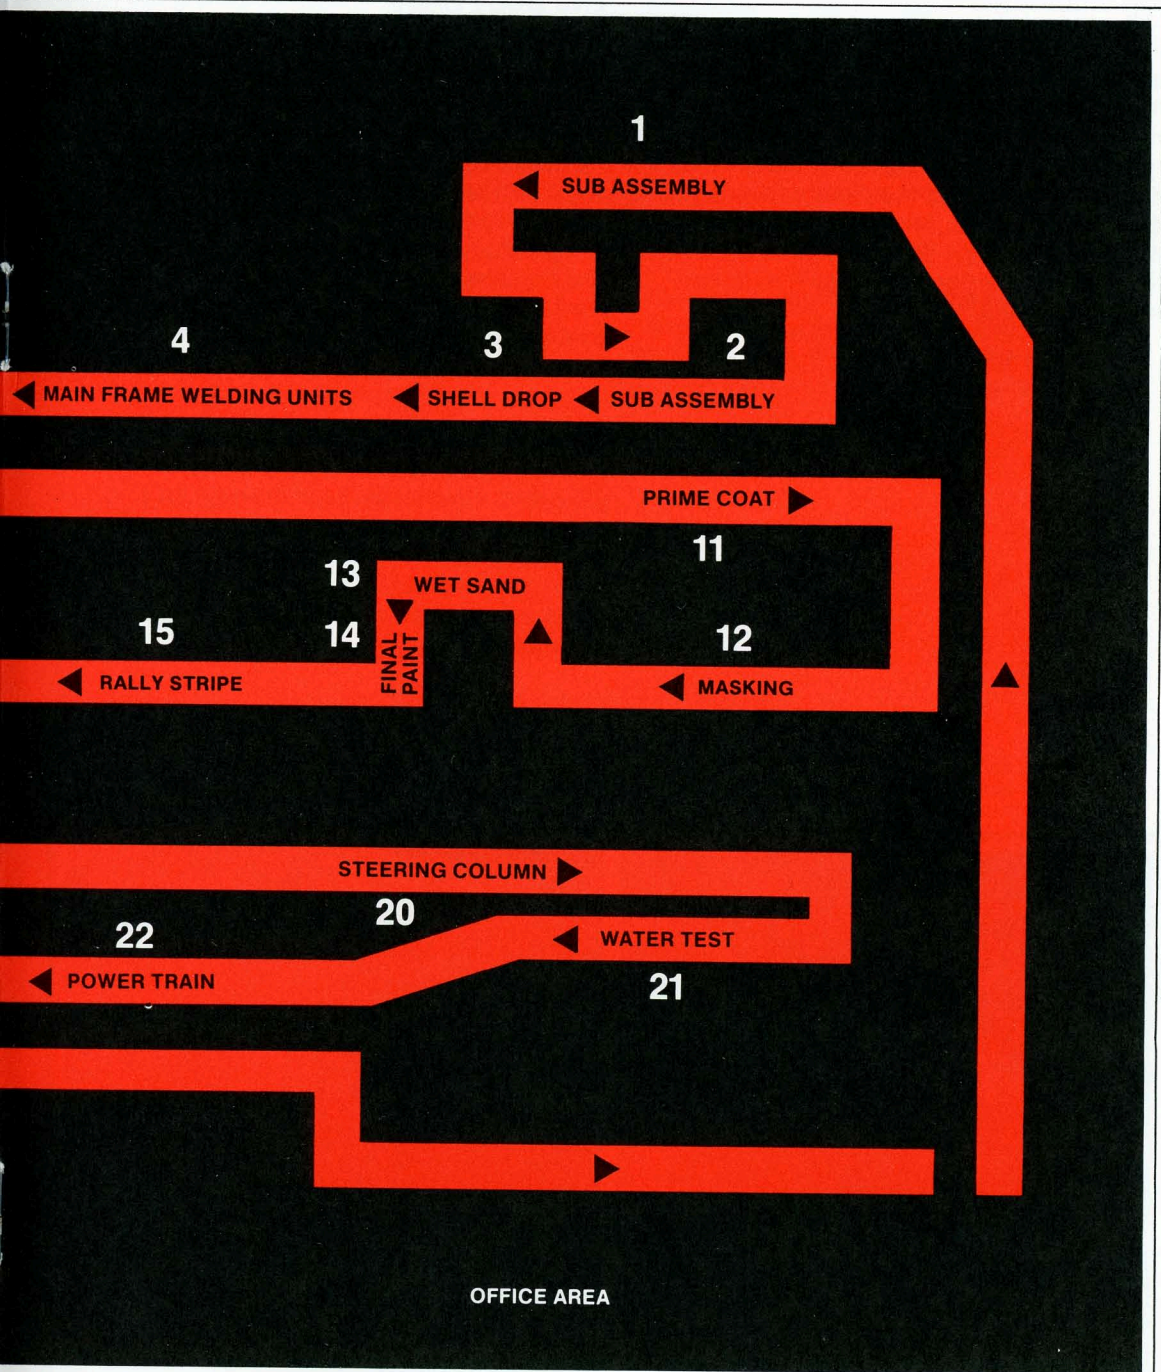 1
SUB ASSEMBLY
4
3
2
MAIN FRAME WELDING UNITS
SHELL DROP
SUB ASSEMBLY
PRIME COAT
11
13
WET SAND
15
14
FINAL
PAINT
12
RALLY STRIPE
MASKING
STEERING COLUMN
20
22
WATER TEST
POWER TRAIN
21
OFFICE AREA